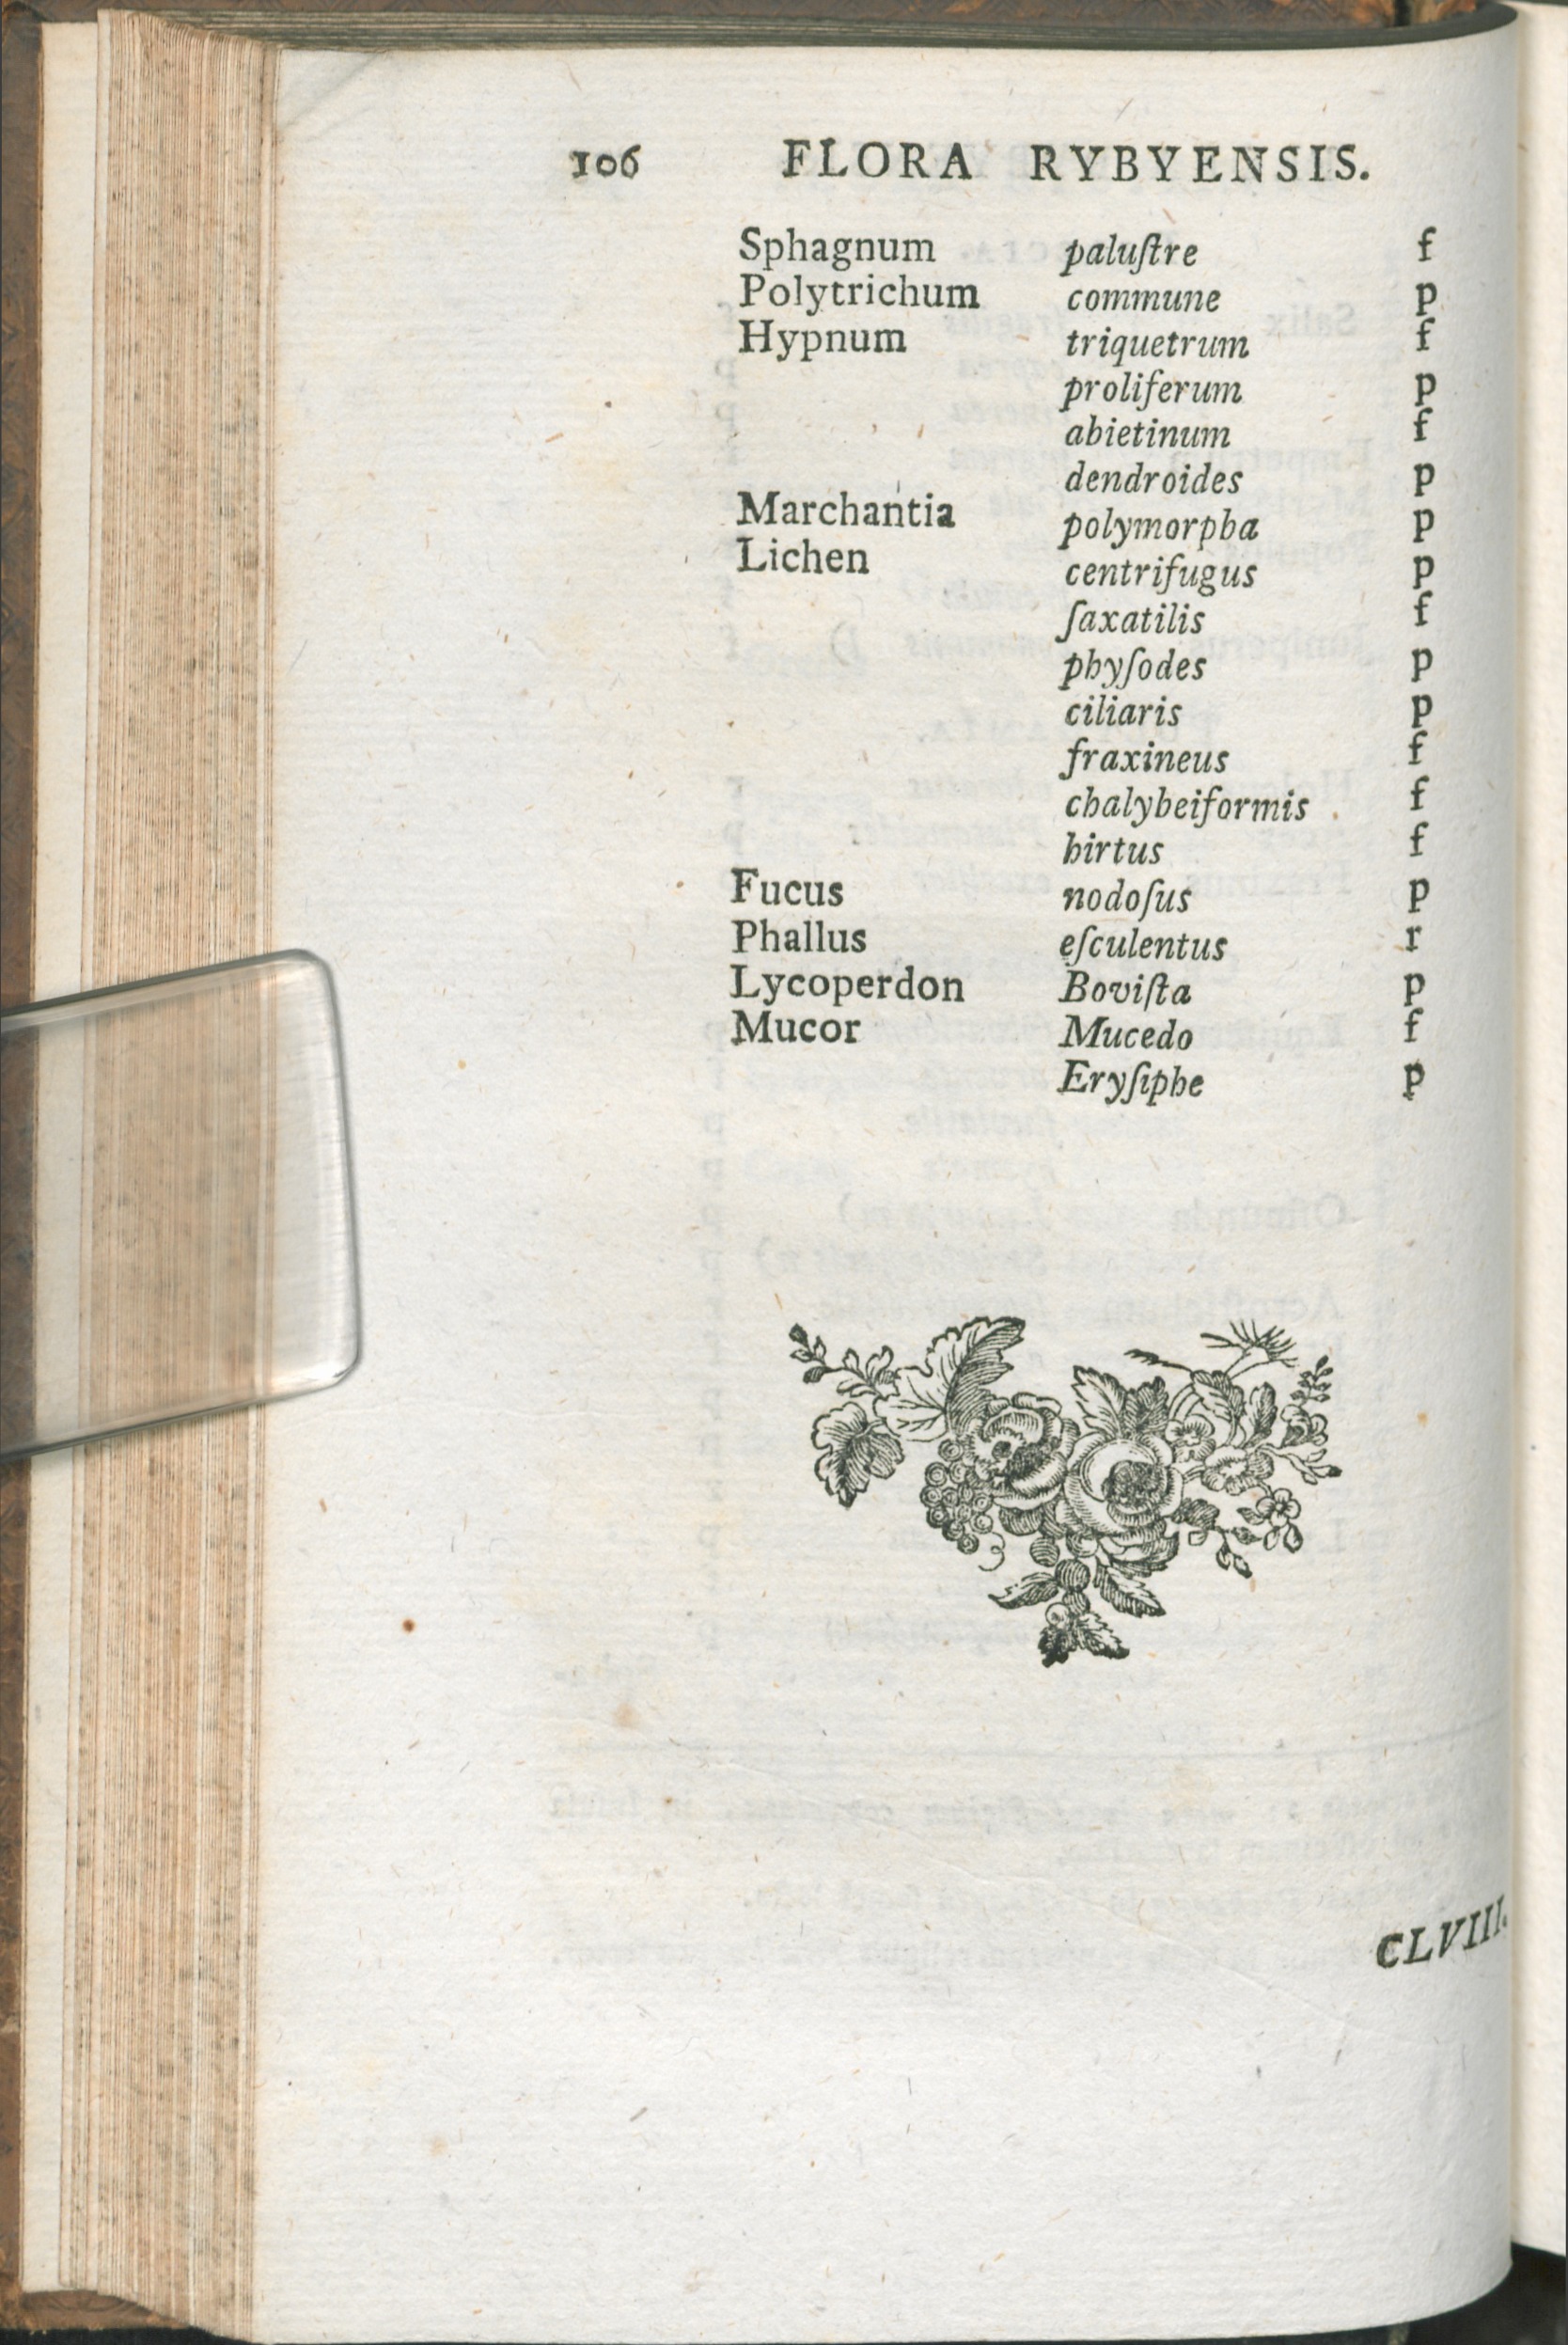 106 FLORA RYBYENSIS.
Sphagnum paluſtre f
Polytrichum commune p
Hypnum triquetrum f
proliferum p
abietinum f
dendroides p
Marchantia polymorpha p
Lichen centrifugus p
ſaxatilis f
phyſodes p
ciliaris p
fraxineus f
chalybeiformis f
hirtus f
Fucus nodoſus p
Phallus eſculentus r
Lycoperdon Boviſta p
Mucor Mucedo f
Eryſiphe p
CLVIII.